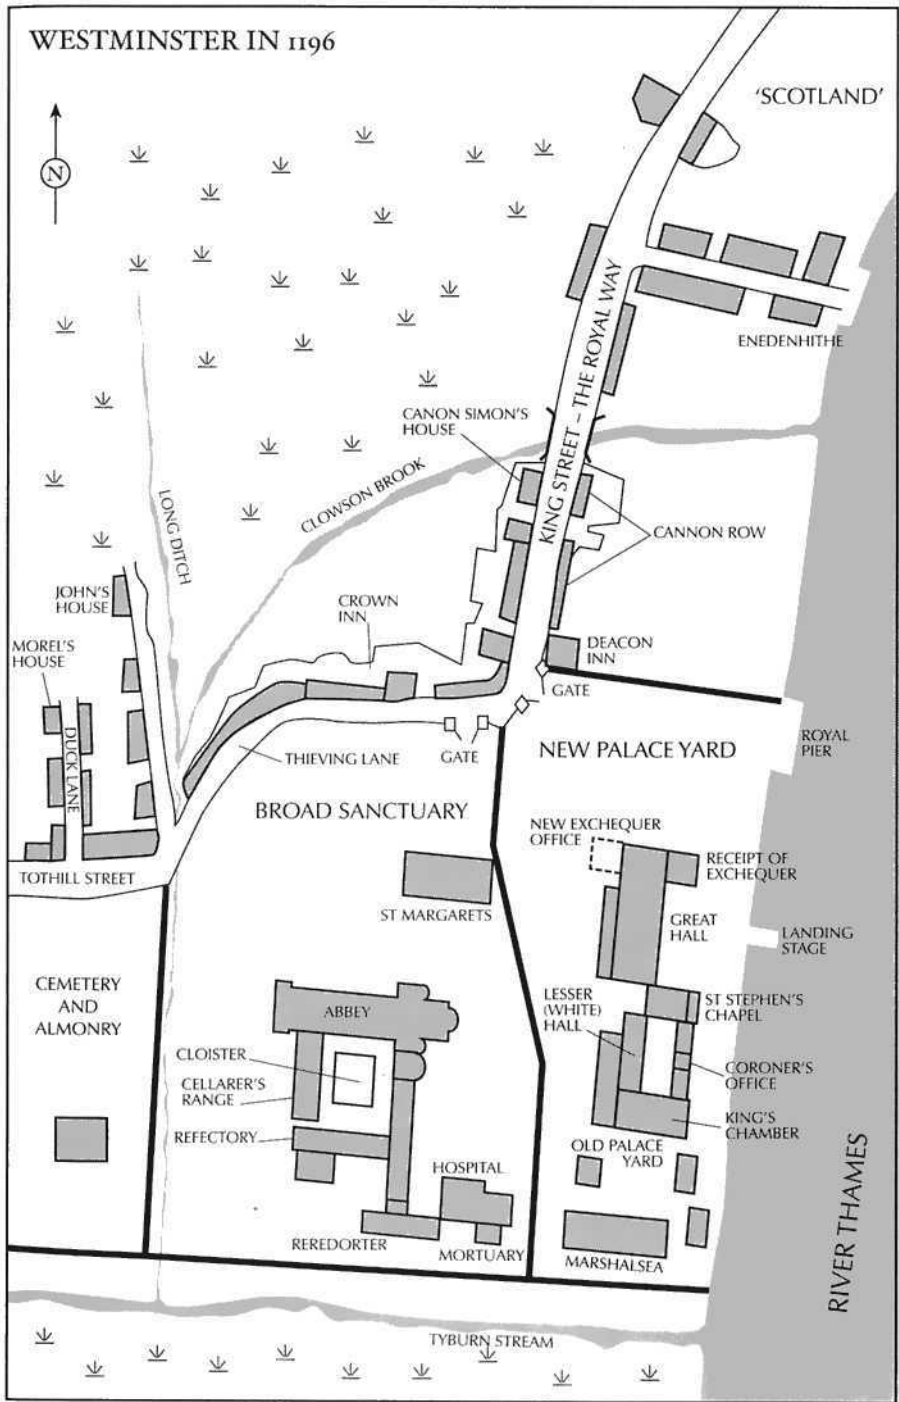 WESTMINSTER IN 1196
'SCOTLAND'
N
ENEDENHITHE
KING STREET – THE ROYAL WAY
CANON SIMON'S
HOUSE
CLOWSON BROOK
LONG DITCH
CANNON ROW
JOHN'S
HOUSE
CROWN
INN
MOREL'S
HOUSE
DEACON
INN
GATE
DUCK LANE
THIEVING LANE
GATE
NEW PALACE YARD
ROYAL
PIER
BROAD SANCTUARY
NEW EXCHEQUER
OFFICE
RECEIPT OF
EXCHEQUER
TOTHILL STREET
ST MARGARETS
GREAT
HALL
LANDING
STAGE
CEMETERY
AND
ALMONRY
ABBEY
LESSER
(WHITE)
HALL
ST STEPHEN'S
CHAPEL
CLOISTER
CELLARER'S
RANGE
CORONER'S
OFFICE
REFECTORY
KING'S
CHAMBER
OLD PALACE
YARD
HOSPITAL
RIVER THAMES
REREDORTER
MORTUARY
MARSHALSEA
TYBURN STREAM